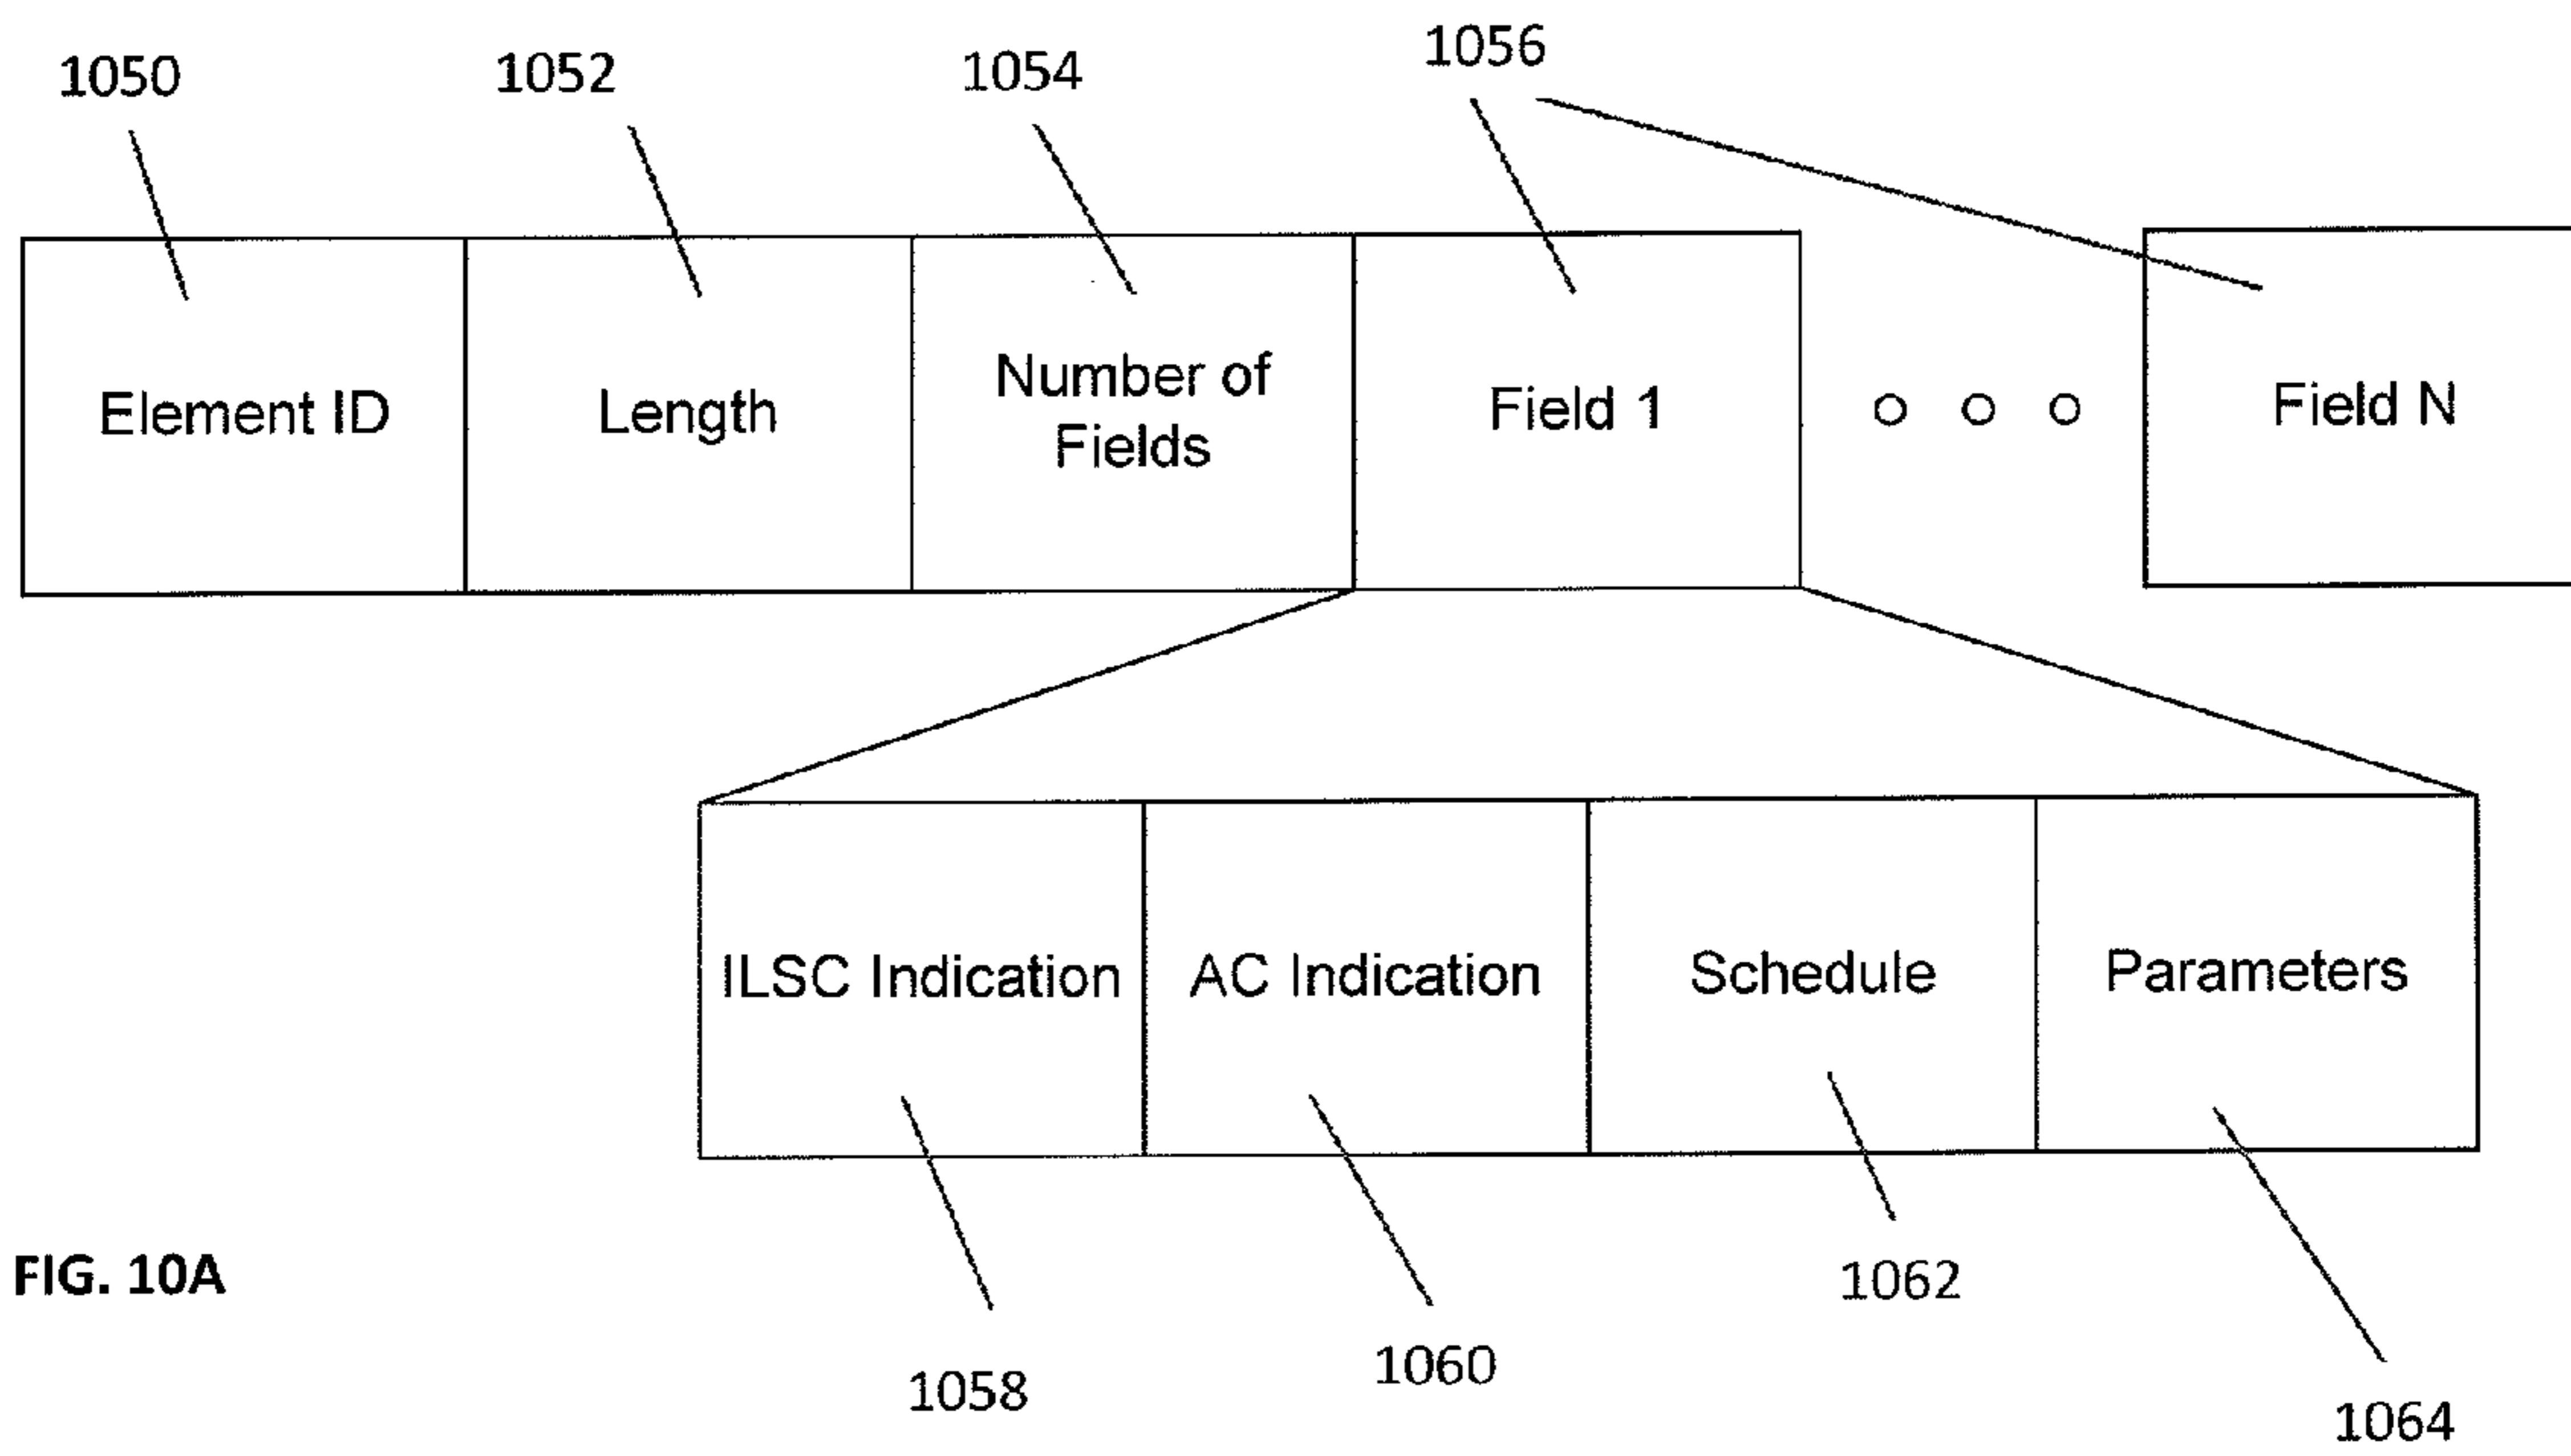 1050 1052 1054 1056
Element ID Length Number of Fields Field 1 Field N
ILSC Indication AC Indication Schedule Parameters
1058 1060 1062 1064
FIG. 10A